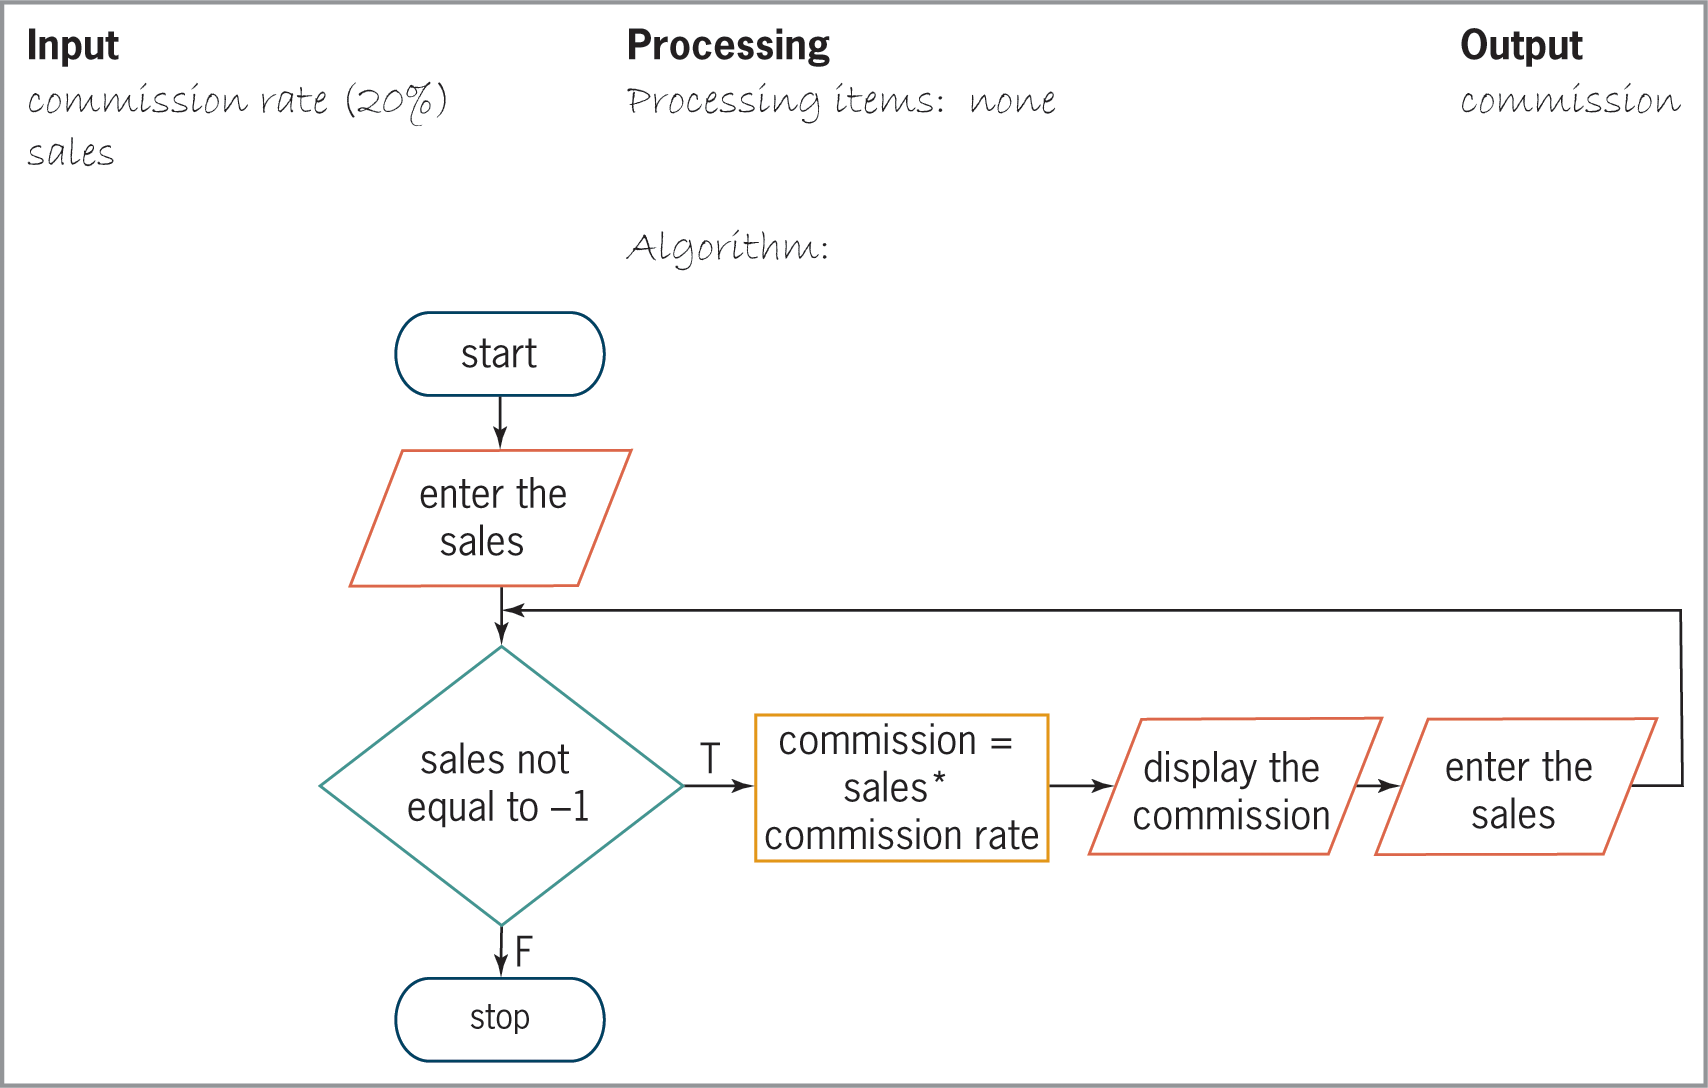 Input
commission rate (20%)
sales
Processing
Processing items: none
Algorithm:
Output
commission
start
enter the
sales
sales not
equal to –1
T
commission =
sales*
commission rate
display the
commission
enter the
sales
F
stop